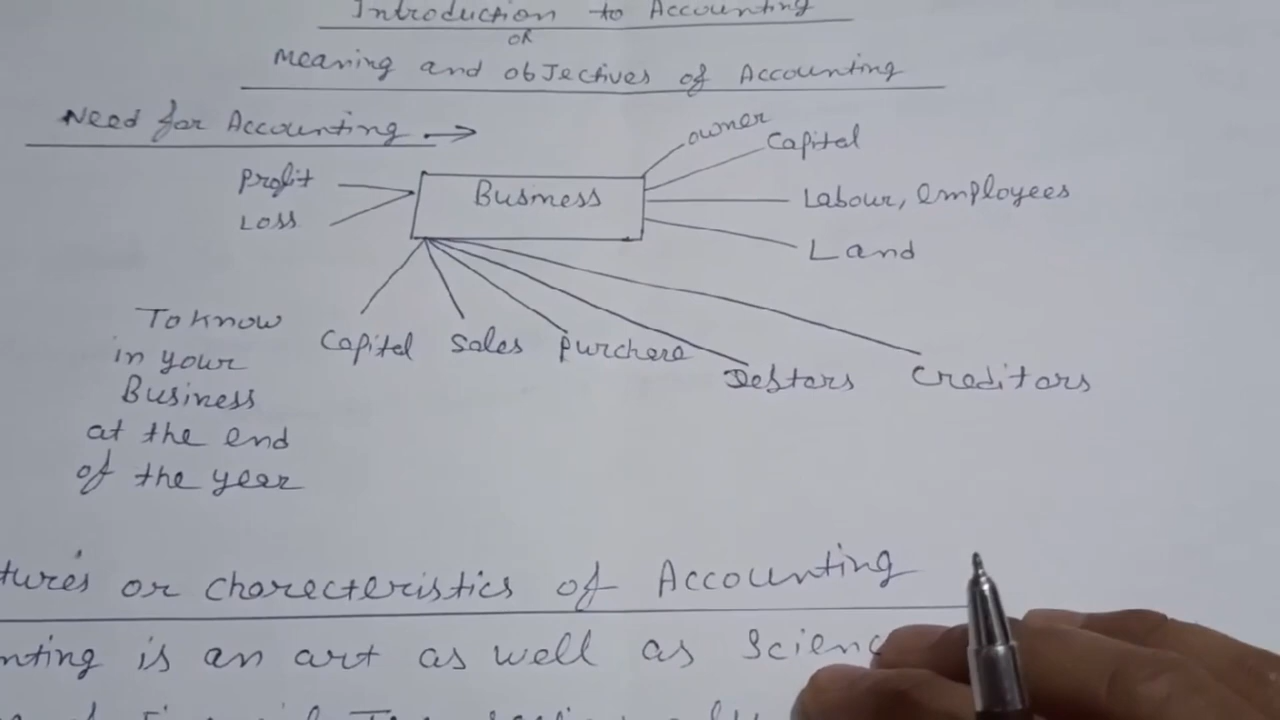 Introduction to Accounting
OR
Meaning and objectives of Accounting
Need for Accounting →
owner
Capital
Profit
Business
Labour, employees
Loss
Land
To Know
in your
Business
at the end
of the year
Capital Sales Purchase
Debtors Creditors
tures or charecteristics of Accounting
nting is an art as well as Scienc